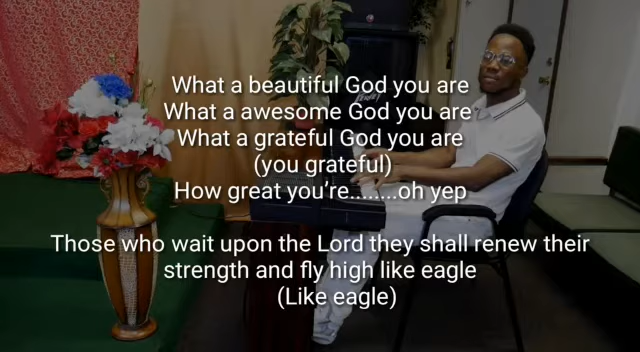 What a beautiful God you are
What a awesome God you are
What a grateful God you are
(you grateful)
How great you're........oh yep
Those who wait upon the Lord they shall renew their
strength and fly high like eagle
(Like eagle)